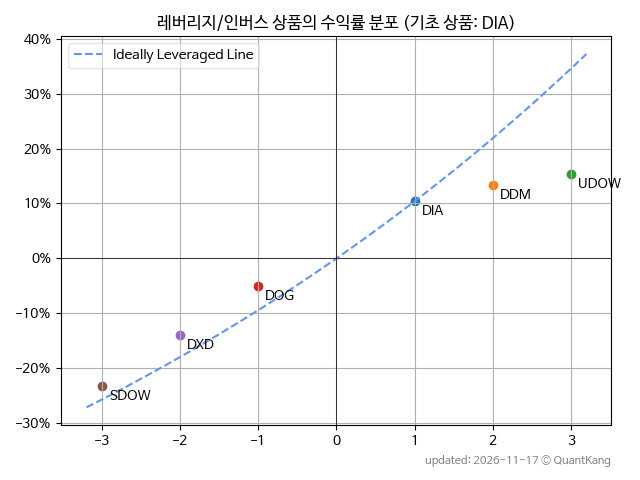 레버리지/인버스 상품의 수익률 분포 (기초 상품: DIA)
40%
Ideally Leveraged Line
30%
20%
UDOW
DDM
10%
DIA
0%
DOG
−10%
DXD
−20%
SDOW
−30%
−3 −2 −1 0 1 2 3
updated: 2026-11-17 © QuantKang